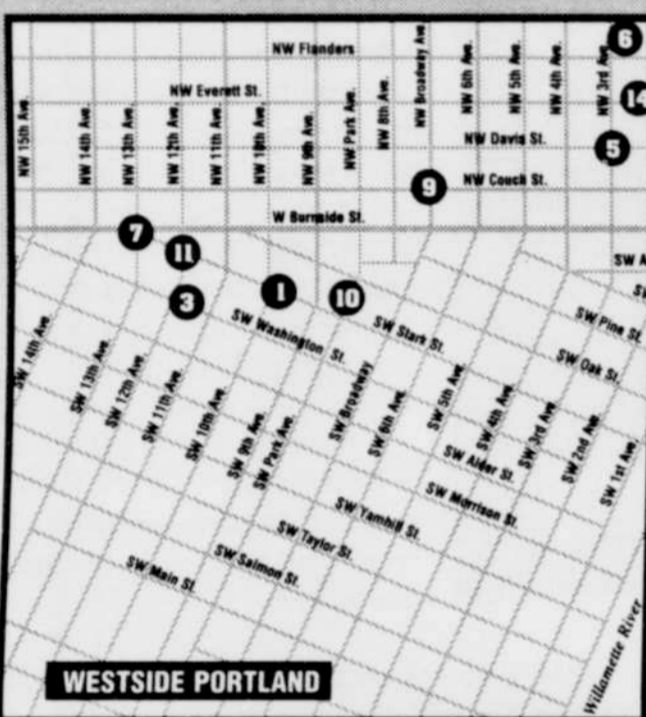 6
NW Flanders
NW Everett St.
NW 15th Ave.
NW 14th Ave.
NW 13th Ave.
NW 12th Ave.
NW 11th Ave.
NW 10th Ave.
NW 9th Ave.
NW Park Ave.
NW 8th Ave.
NW Broadway Ave.
NW 6th Ave.
NW 5th Ave.
NW 4th Ave.
NW 3rd Ave.
14
NW Davis St.
5
9
NW Couch St.
W Burnside St.
7
11
3
1
10
SW A
SW
SW Pine St.
SW Oak St.
SW Stark St.
SW Washington St.
SW 14th Ave.
SW 13th Ave.
SW 12th Ave.
SW 11th Ave.
SW 10th Ave.
SW 9th Ave.
SW Park Ave.
SW Broadway
SW 6th Ave.
SW 5th Ave.
SW 4th Ave.
SW 3rd Ave.
SW 2nd Ave.
SW 1st Ave.
SW Alder St.
SW Morrison St.
SW Yamhill St.
SW Taylor St.
SW Salmon St.
SW Main St.
Willamette River
WESTSIDE PORTLAND